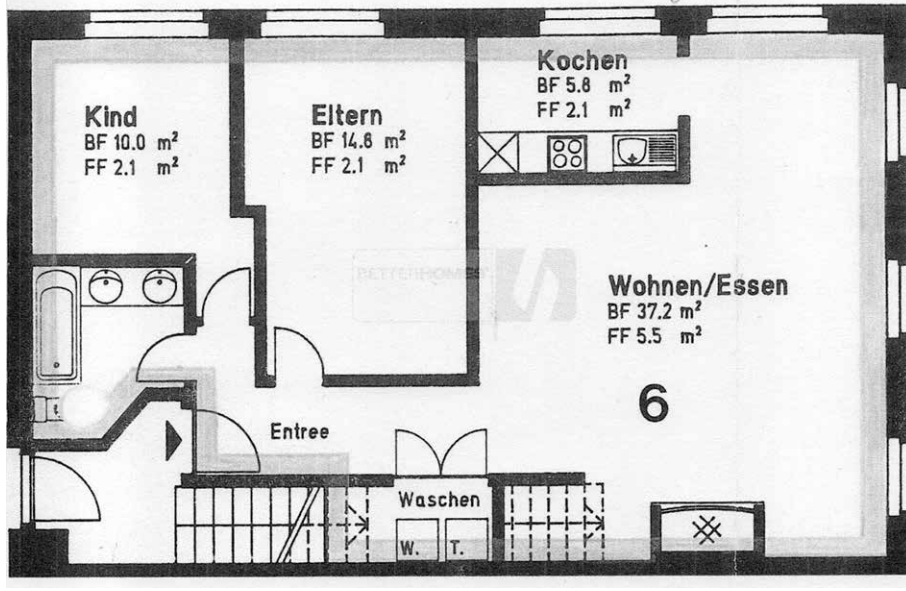 Kind
BF 10.0 m²
FF 2.1 m²
Eltern
BF 14.8 m²
FF 2.1 m²
Kochen
BF 5.8 m²
FF 2.1 m²
BETTERHOMES
Wohnen/Essen
BF 37.2 m²
FF 5.5 m²
6
Entree
Waschen
W.
T.